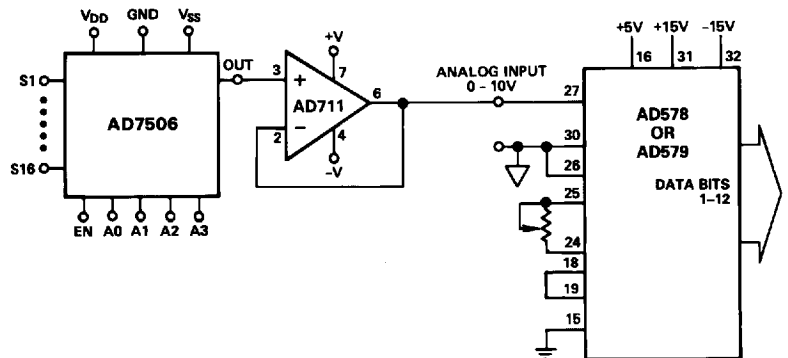 VDD GND VSS
+5V +15V -15V
16 31 32
OUT
+V
7
S1
3
+
ANALOG INPUT
0 - 10V
27
AD7506
AD711
6
AD578
OR
AD579
2
−
4
-V
30
26
S16
DATA BITS
1-12
25
EN A0 A1 A2 A3
24
18
19
15